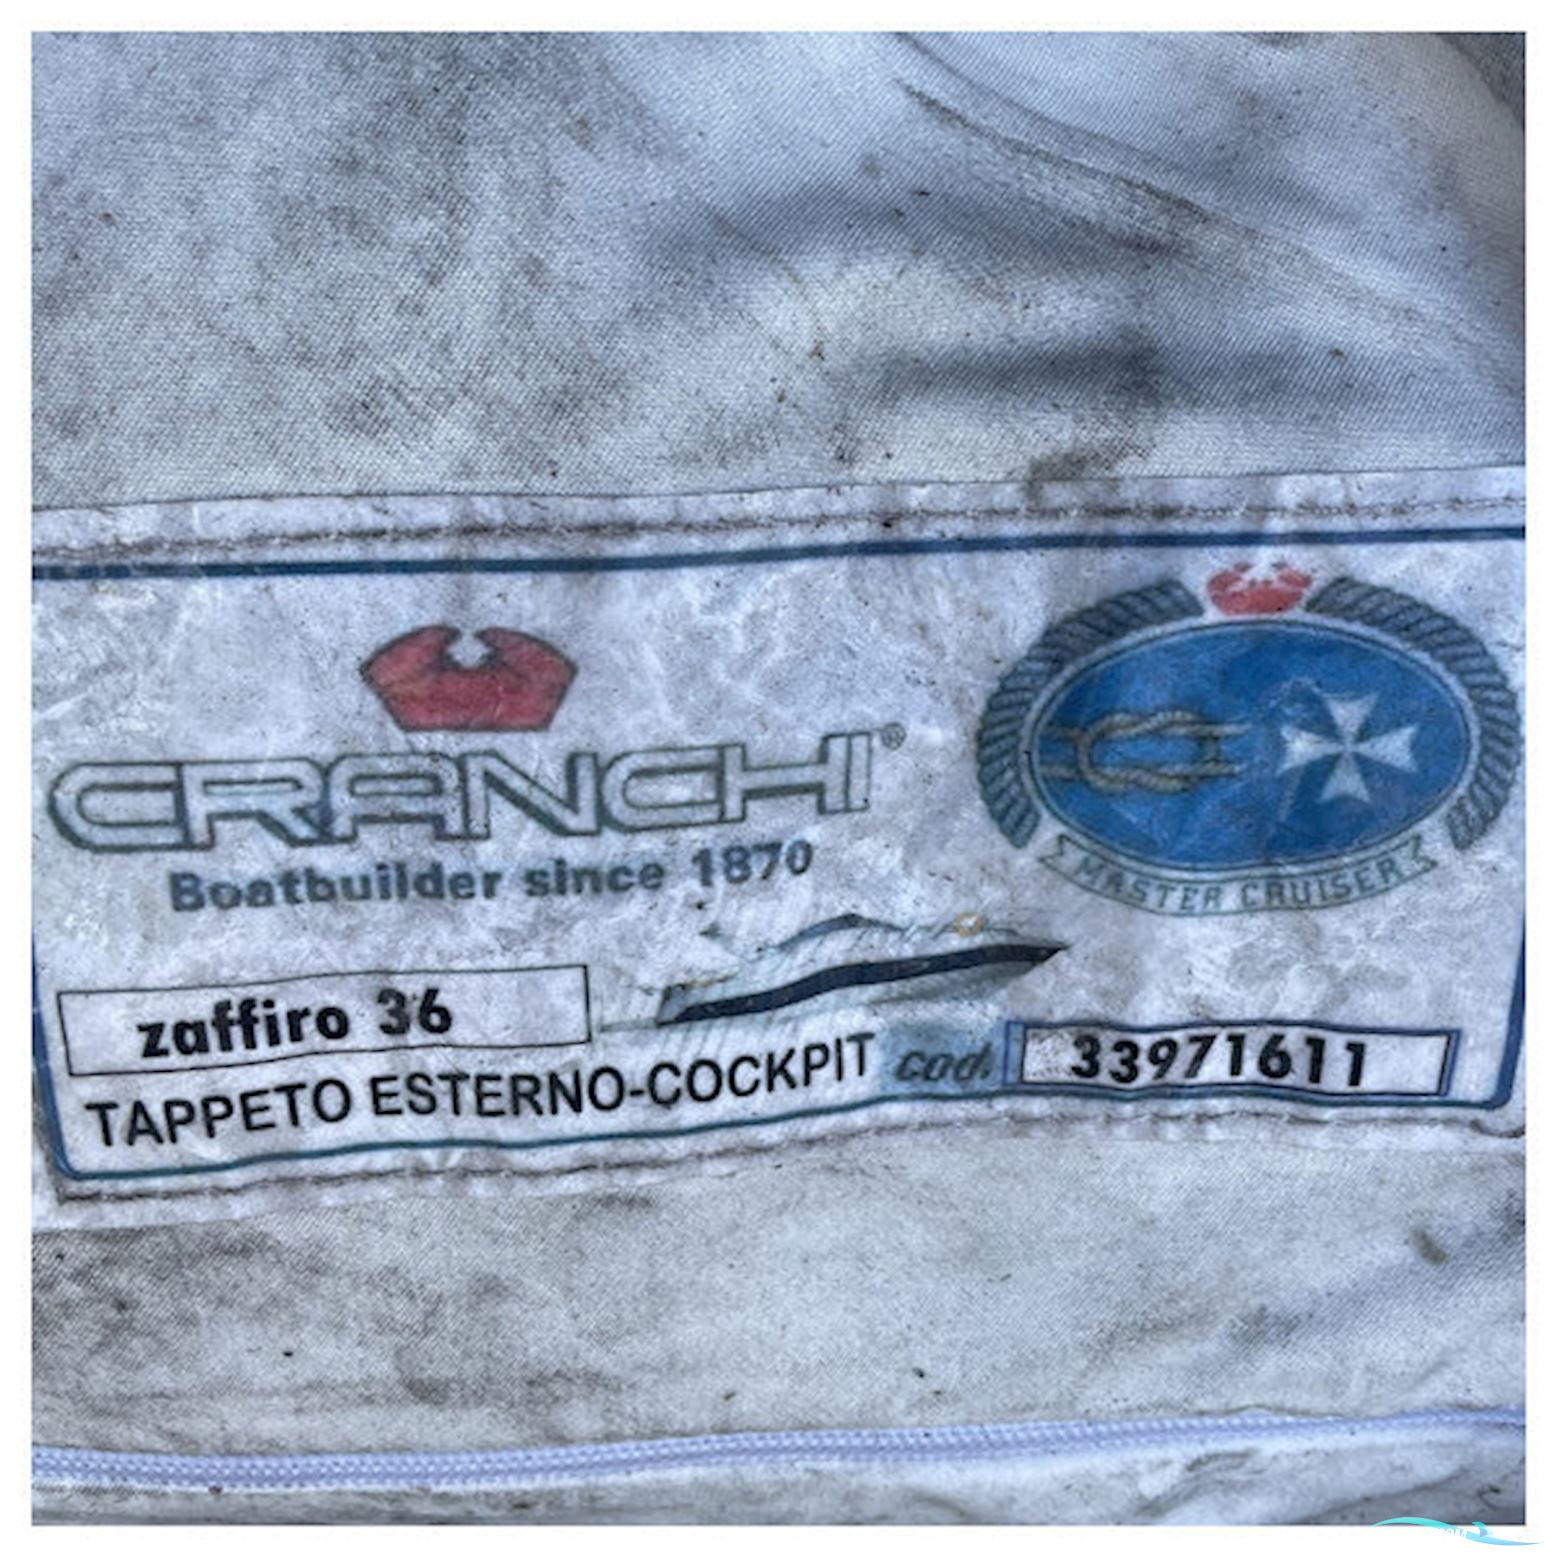 CRANCHI®
Boatbuilder since 1870
MASTER CRUISER
zaffiro 36
TAPPETO ESTERNO-COCKPIT cod. 33971611